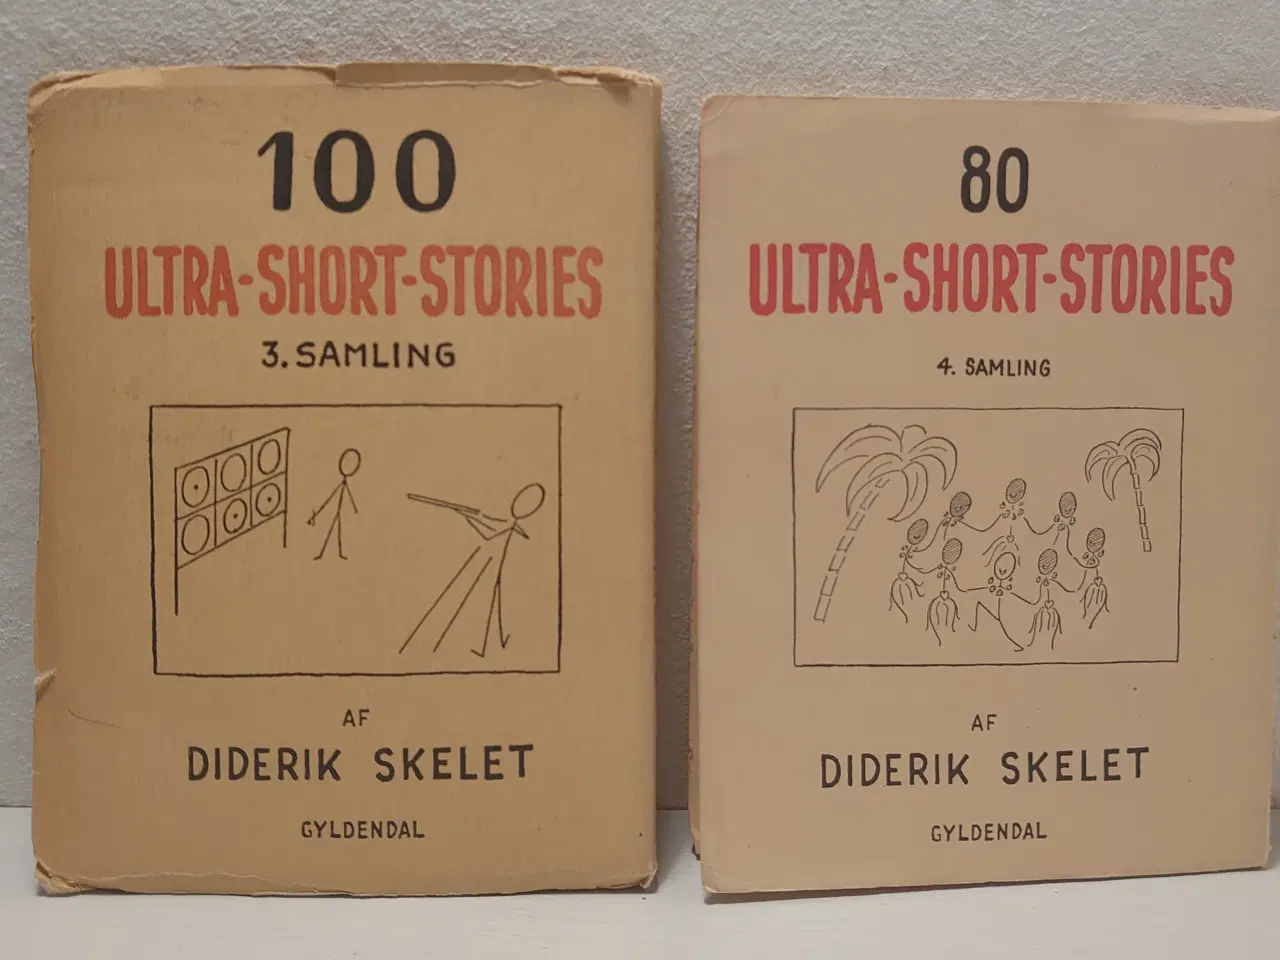 100
ULTRA-SHORT-STORIES
3. SAMLING
AF
DIDERIK SKELET
GYLDENDAL
80
ULTRA-SHORT-STORIES
4. SAMLING
AF
DIDERIK SKELET
GYLDENDAL